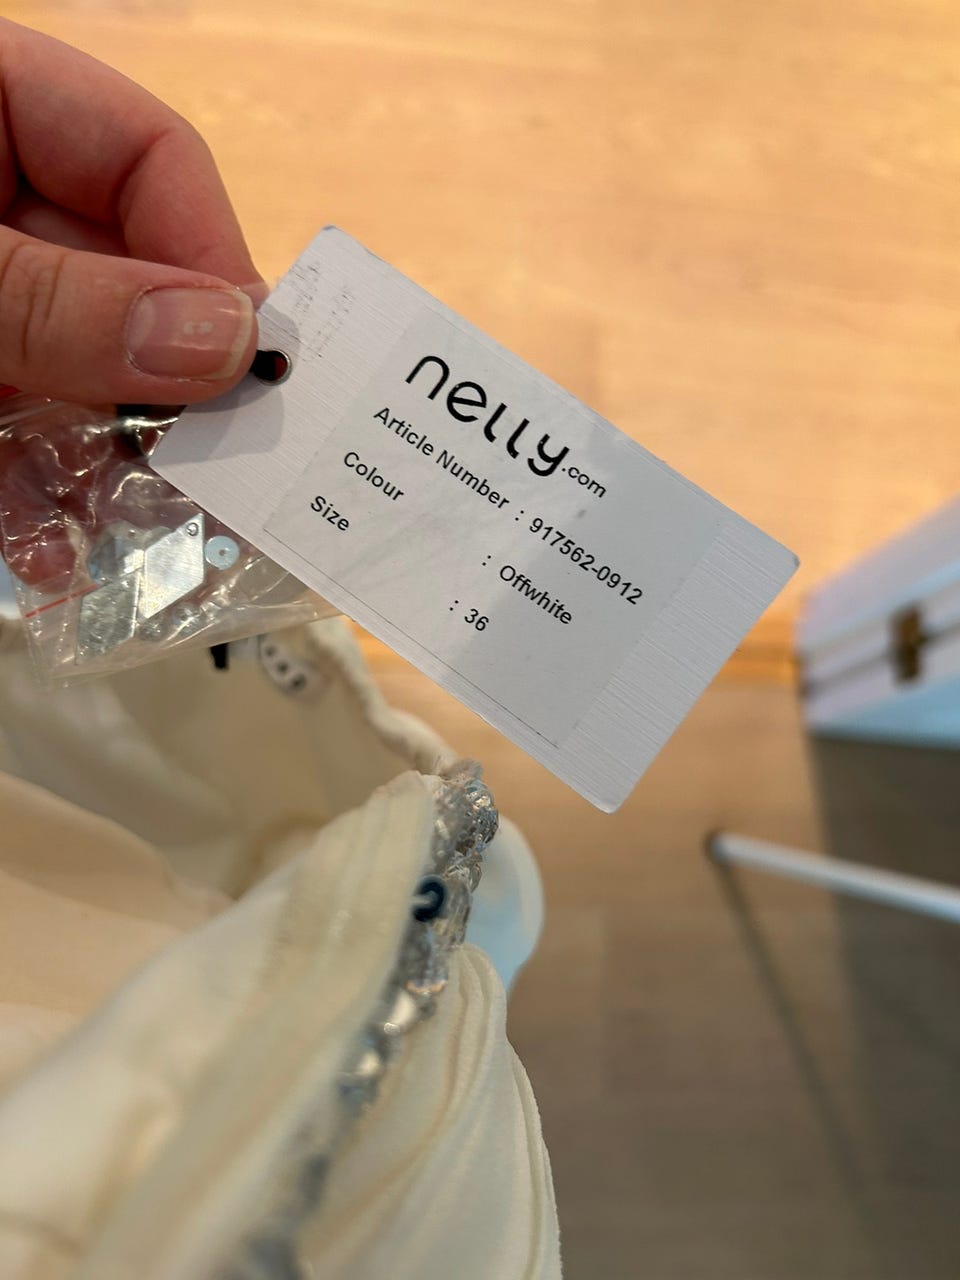 nelly.com
Article Number : 917562-0912
Colour : Offwhite
Size : 36